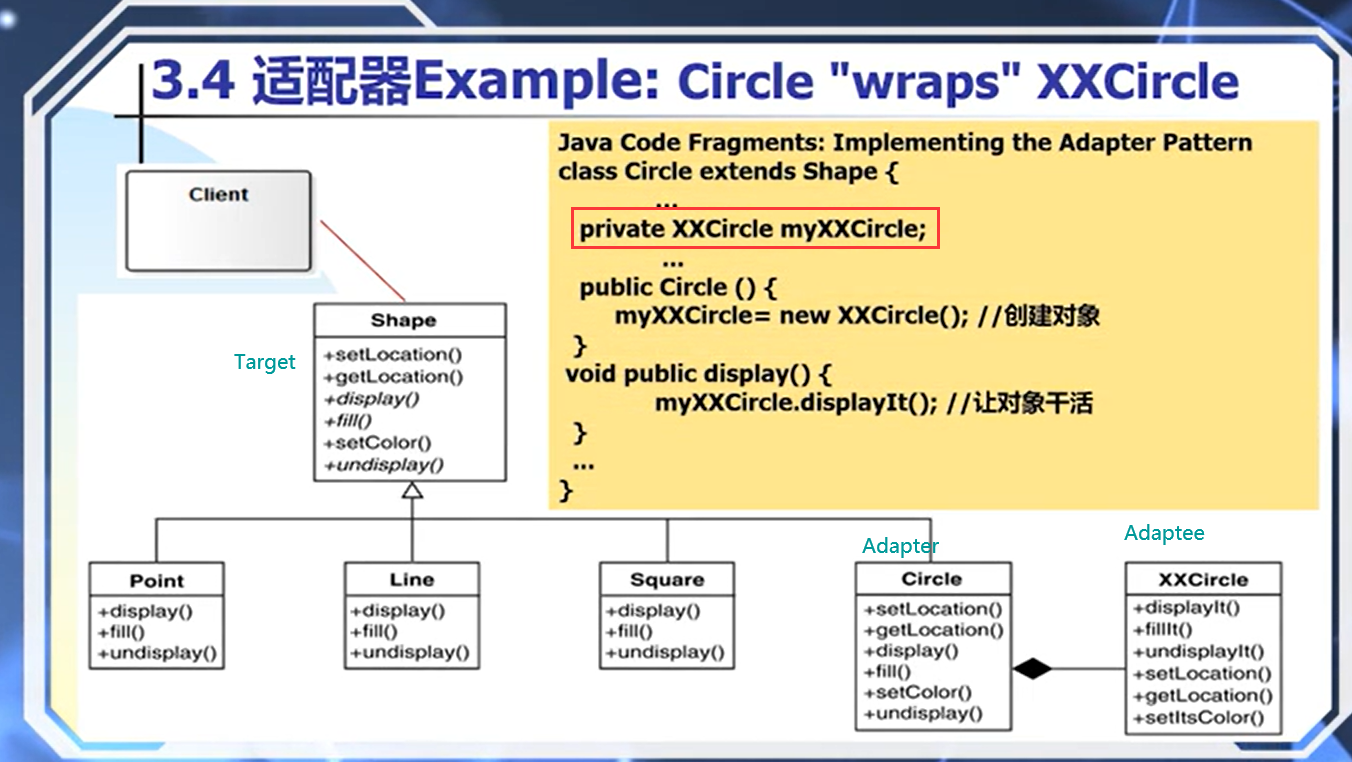 3.4 适配器Example: Circle "wraps" XXCircle
Client
Java Code Fragments: Implementing the Adapter Pattern
class Circle extends Shape {
...
private XXCircle myXXCircle;
...
public Circle () {
myXXCircle= new XXCircle(); //创建对象
}
void public display() {
myXXCircle.displayIt(); //让对象干活
}
...
}
Target
Shape
+setLocation()
+getLocation()
+display()
+fill()
+setColor()
+undisplay()
Point
+display()
+fill()
+undisplay()
Line
+display()
+fill()
+undisplay()
Square
+display()
+fill()
+undisplay()
Adapter
Circle
+setLocation()
+getLocation()
+display()
+fill()
+setColor()
+undisplay()
Adaptee
XXCircle
+displayIt()
+fillIt()
+undisplayIt()
+setLocation()
+getLocation()
+setItsColor()